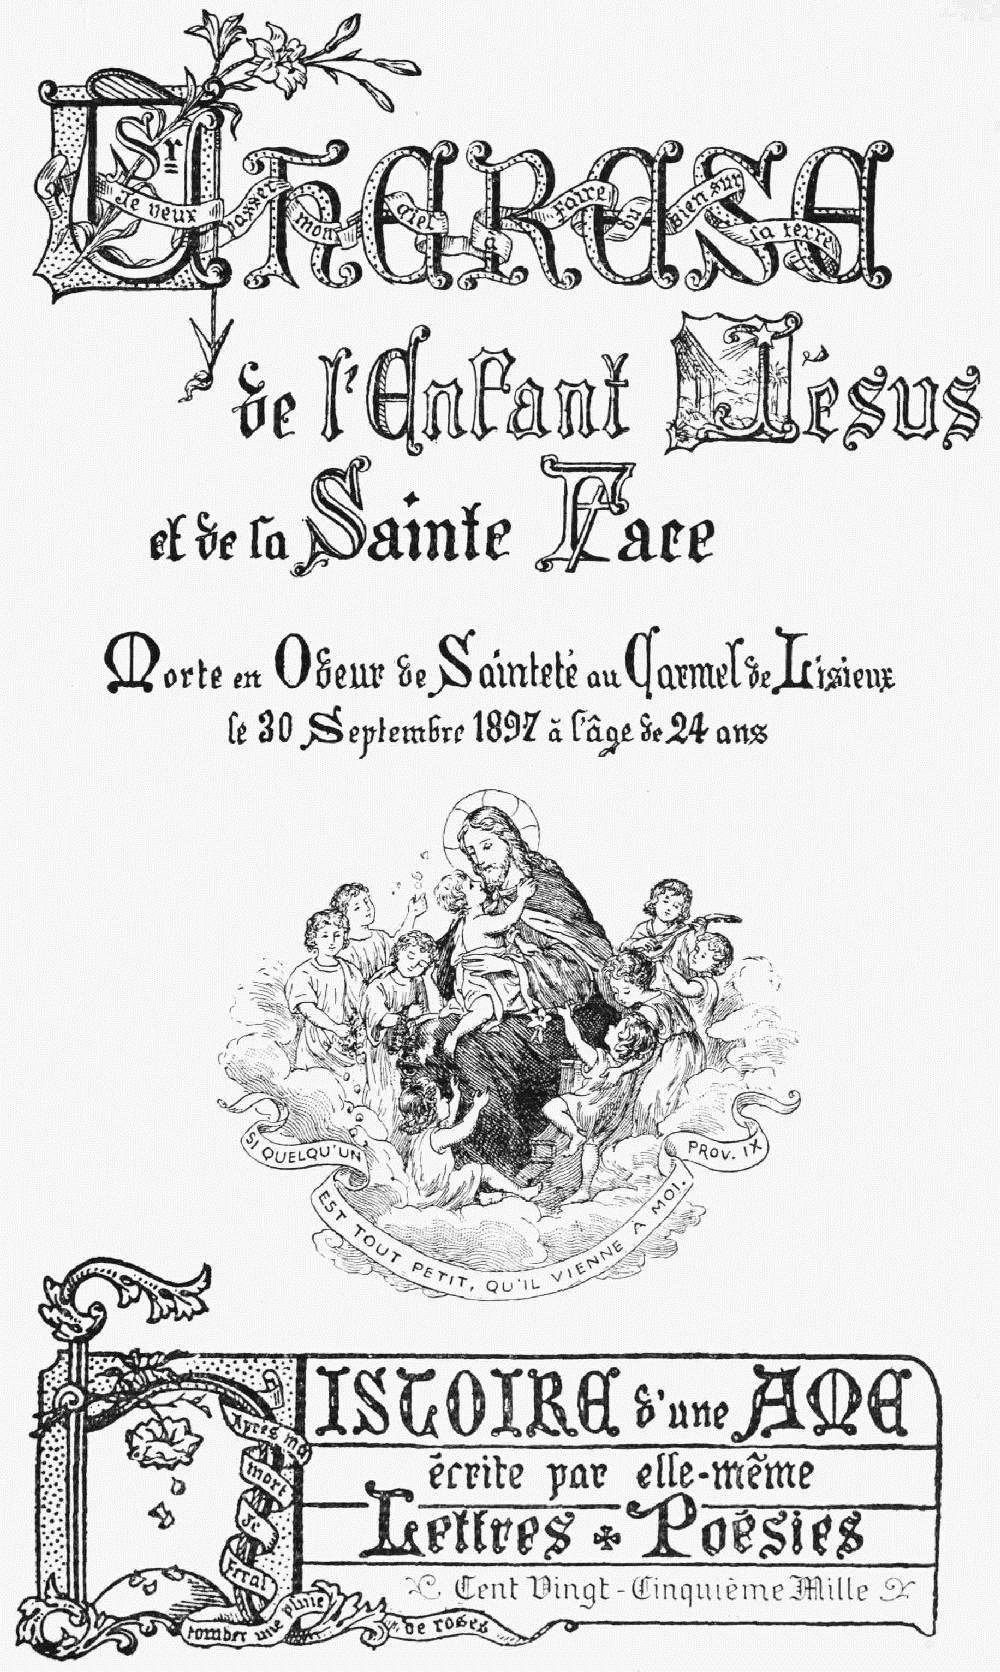 Sr
Thérèse
Je veux passer mon ciel à faire du Bien sur la terre
de l'Enfant Jésus
et de la Sainte Face
Morte en Odeur de Sainteté au Carmel de Lisieux
le 30 Septembre 1897 à l'âge de 24 ans
SI QUELQU'UN EST TOUT PETIT, QU'IL VIENNE A MOI. PROV. IX
HISTOIRE d'une AME
écrite par elle-même
Lettres Poésies
Cent Vingt-Cinquième Mille
Après ma mort je ferai tomber une pluie de roses